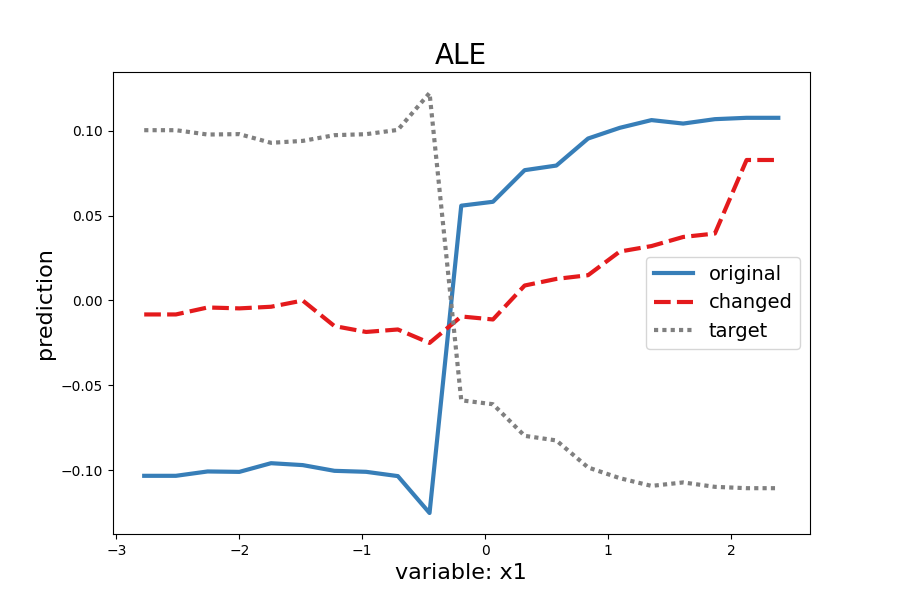 ALE
prediction
0.10
0.05
0.00
−0.05
−0.10
original
changed
target
−3
−2
−1
0
1
2
variable: x1